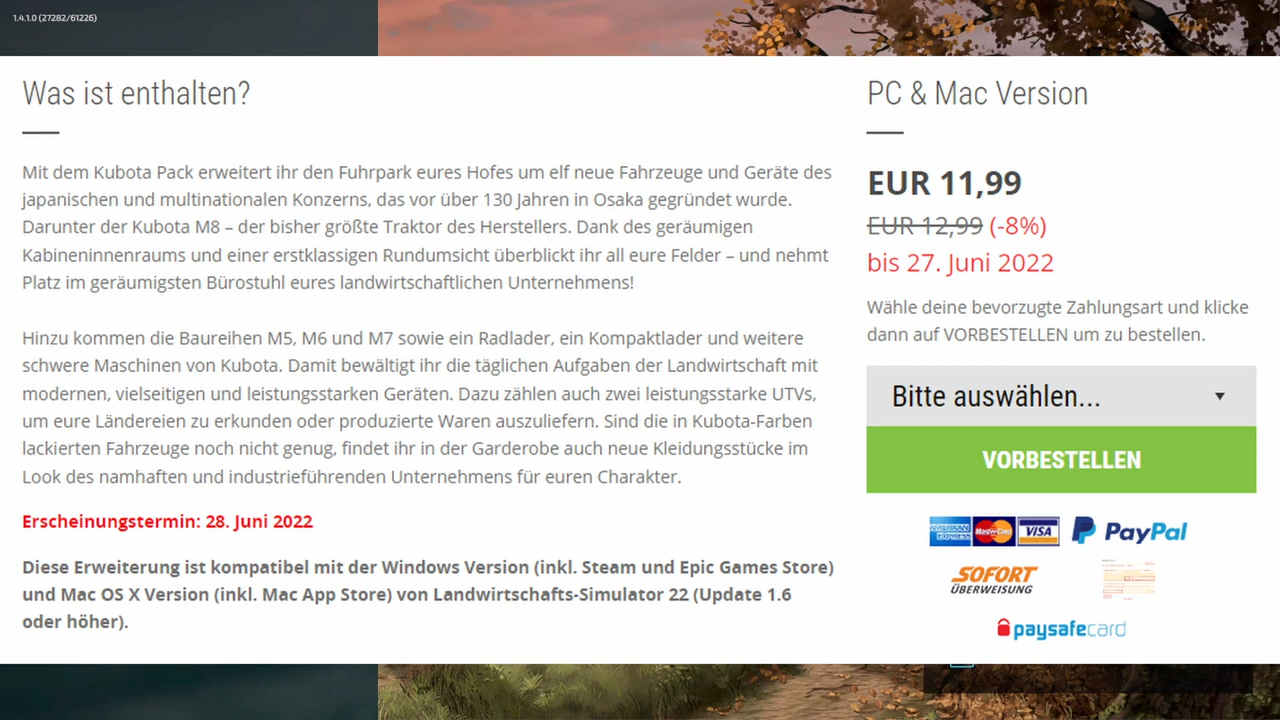 1.4.1.0 (27282/61226)
Was ist enthalten?
Mit dem Kubota Pack erweitert ihr den Fuhrpark eures Hofes um elf neue Fahrzeuge und Geräte des
japanischen und multinationalen Konzerns, das vor über 130 Jahren in Osaka gegründet wurde.
Darunter der Kubota M8 – der bisher größte Traktor des Herstellers. Dank des geräumigen
Kabineninnenraums und einer erstklassigen Rundumsicht überblickt ihr all eure Felder – und nehmt
Platz im geräumigsten Bürostuhl eures landwirtschaftlichen Unternehmens!
Hinzu kommen die Baureihen M5, M6 und M7 sowie ein Radlader, ein Kompaktlader und weitere
schwere Maschinen von Kubota. Damit bewältigt ihr die täglichen Aufgaben der Landwirtschaft mit
modernen, vielseitigen und leistungsstarken Geräten. Dazu zählen auch zwei leistungsstarke UTVs,
um eure Ländereien zu erkunden oder produzierte Waren auszuliefern. Sind die in Kubota-Farben
lackierten Fahrzeuge noch nicht genug, findet ihr in der Garderobe auch neue Kleidungsstücke im
Look des namhaften und industrieführenden Unternehmens für euren Charakter.
Erscheinungstermin: 28. Juni 2022
Diese Erweiterung ist kompatibel mit der Windows Version (inkl. Steam und Epic Games Store)
und Mac OS X Version (inkl. Mac App Store) von Landwirtschafts-Simulator 22 (Update 1.6
oder höher).
PC & Mac Version
EUR 11,99
EUR 12,99 (-8%)
bis 27. Juni 2022
Wähle deine bevorzugte Zahlungsart und klicke
dann auf VORBESTELLEN um zu bestellen.
Bitte auswählen...
VORBESTELLEN
AMERICAN EXPRESS MasterCard VISA PayPal
SOFORT
ÜBERWEISUNG
paysafecard